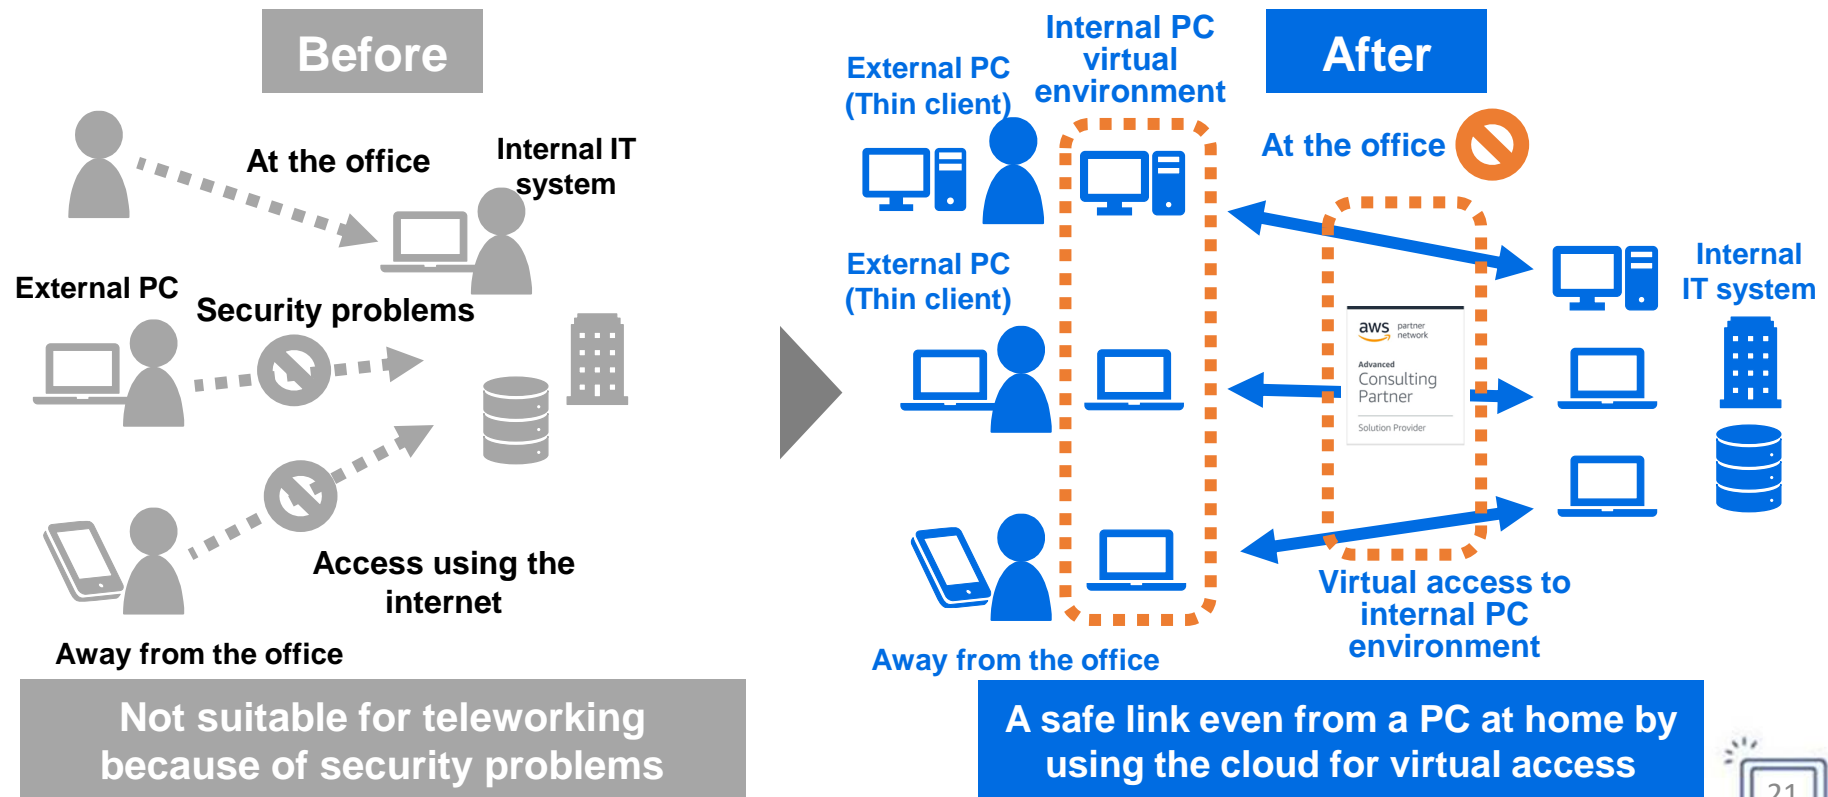 Before
At the office
Internal IT
system
External PC
Security problems
Access using the
internet
Away from the office
Not suitable for teleworking
because of security problems
After
Internal PC
virtual
environment
External PC
(Thin client)
At the office
External PC
(Thin client)
Internal
IT system
aws partner
network
Advanced
Consulting
Partner
Solution Provider
Virtual access to
internal PC
environment
Away from the office
A safe link even from a PC at home by
using the cloud for virtual access
21